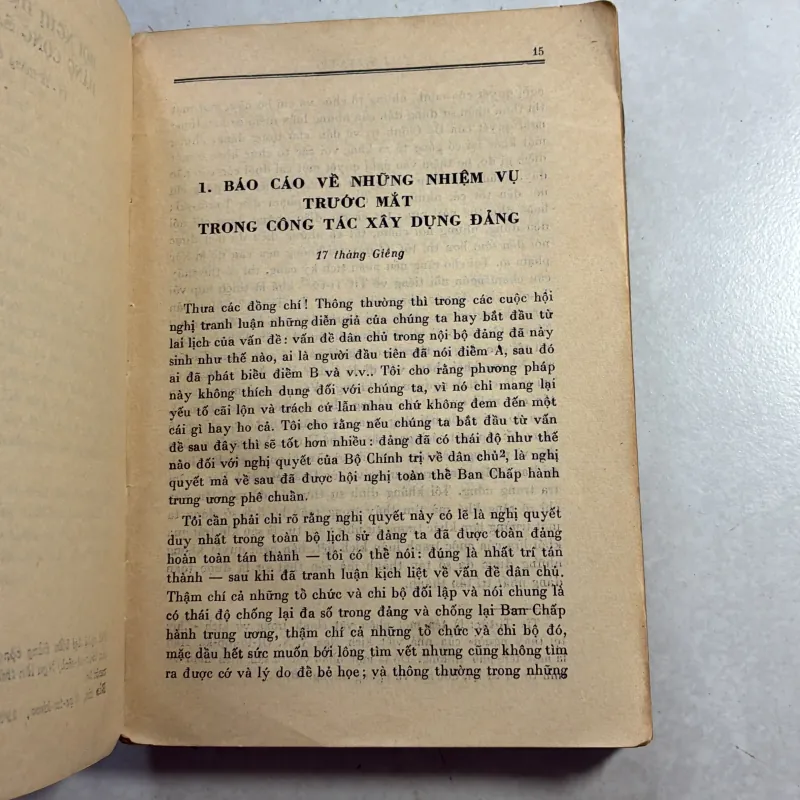 15
1. BÁO CÁO VỀ NHỮNG NHIỆM VỤ
TRƯỚC MẮT
TRONG CÔNG TÁC XÂY DỰNG ĐẢNG
17 tháng Giêng
Thưa các đồng chí ! Thông thường thì trong các cuộc hội
nghị tranh luận những diễn giả của chúng ta hay bắt đầu từ
lai lịch của vấn đề : vấn đề dân chủ trong nội bộ đảng đã nảy
sinh như thế nào, ai là người đầu tiên đã nói điểm A, sau đó
ai đã phát biểu điểm B và v.v.. Tôi cho rằng phương pháp
này không thích dụng đối với chúng ta, vì nó chỉ mang lại
yếu tố cãi lộn và trách cứ lẫn nhau chứ không đem đến một
cái gì hay ho cả. Tôi cho rằng nếu chúng ta bắt đầu từ vấn
đề sau đây thì sẽ tốt hơn nhiều : đảng đã có thái độ như thế
nào đối với nghị quyết của Bộ Chính trị về dân chủ², là nghị
quyết mà về sau đã được hội nghị toàn thể Ban Chấp hành
trung ương phê chuẩn.
Tôi cần phải chỉ rõ rằng nghị quyết này có lẽ là nghị quyết
duy nhất trong toàn bộ lịch sử đảng ta đã được toàn đảng
hoàn toàn tán thành — tôi có thể nói : đúng là nhất trí tán
thành — sau khi đã tranh luận kịch liệt về vấn đề dân chủ.
Thậm chí cả những tổ chức và chi bộ đối lập và nói chung là
có thái độ chống lại đa số trong đảng và chống lại Ban Chấp
hành trung ương, thậm chí cả những tổ chức và chi bộ đó,
mặc dầu hết sức muốn bới lông tìm vết nhưng cũng không tìm
ra được cớ và lý do để bẻ họe ; và thông thường trong những